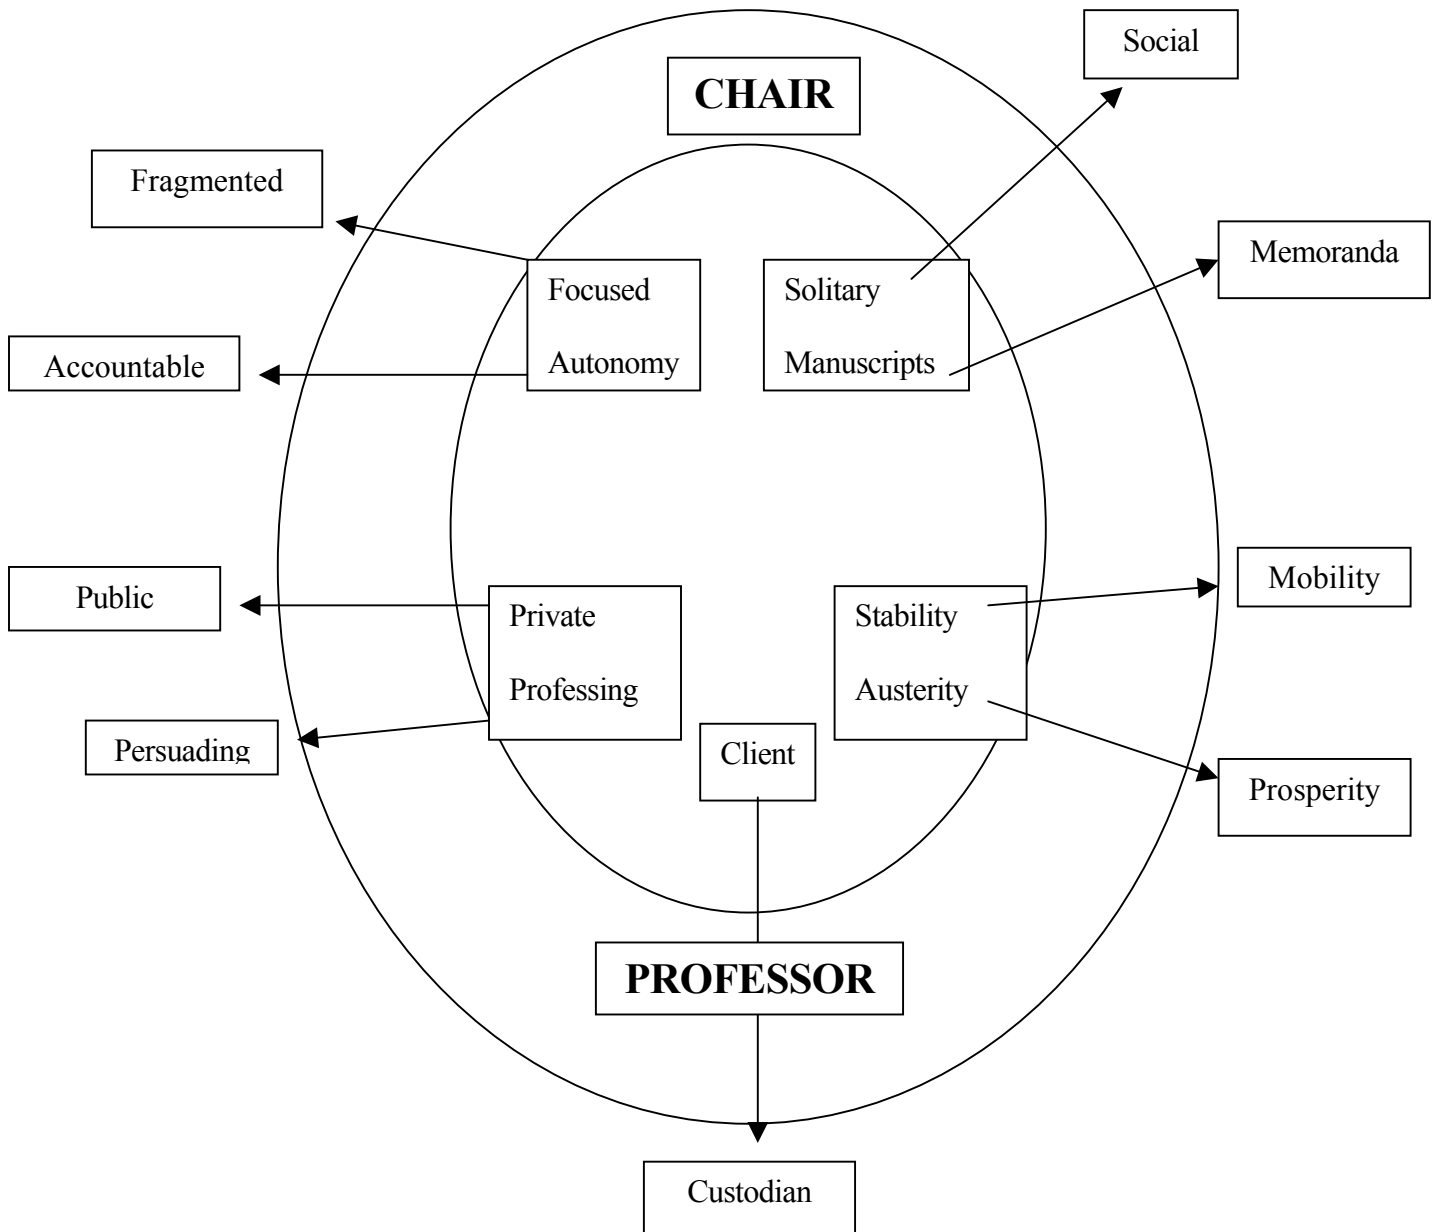 Social
CHAIR
Fragmented
Memoranda
Focused
Autonomy
Solitary
Manuscripts
Accountable
Public
Private
Professing
Stability
Austerity
Mobility
Persuading
Client
Prosperity
PROFESSOR
Custodian